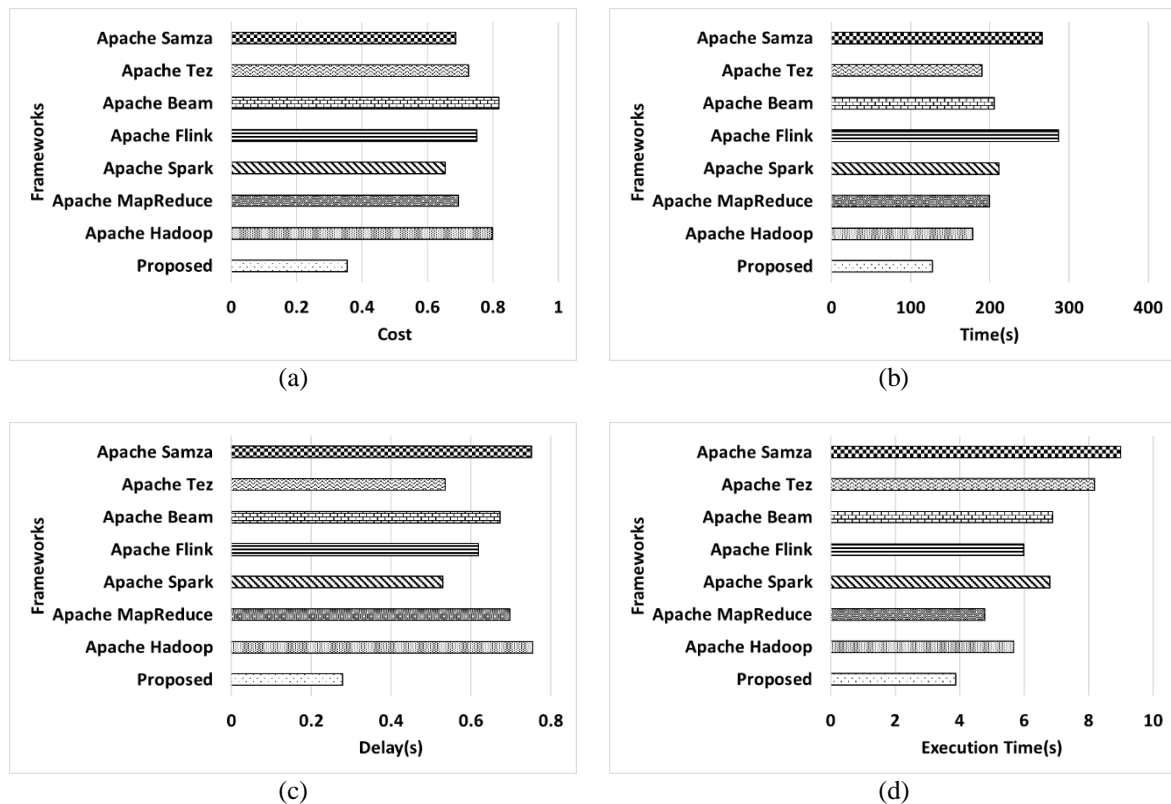 Frameworks
Apache Samza
Apache Tez
Apache Beam
Apache Flink
Apache Spark
Apache MapReduce
Apache Hadoop
Proposed
0 0.2 0.4 0.6 0.8 1
Cost
(a)
Frameworks
Apache Samza
Apache Tez
Apache Beam
Apache Flink
Apache Spark
Apache MapReduce
Apache Hadoop
Proposed
0 100 200 300 400
Time(s)
(b)
Frameworks
Apache Samza
Apache Tez
Apache Beam
Apache Flink
Apache Spark
Apache MapReduce
Apache Hadoop
Proposed
0 0.2 0.4 0.6 0.8
Delay(s)
(c)
Frameworks
Apache Samza
Apache Tez
Apache Beam
Apache Flink
Apache Spark
Apache MapReduce
Apache Hadoop
Proposed
0 2 4 6 8 10
Execution Time(s)
(d)